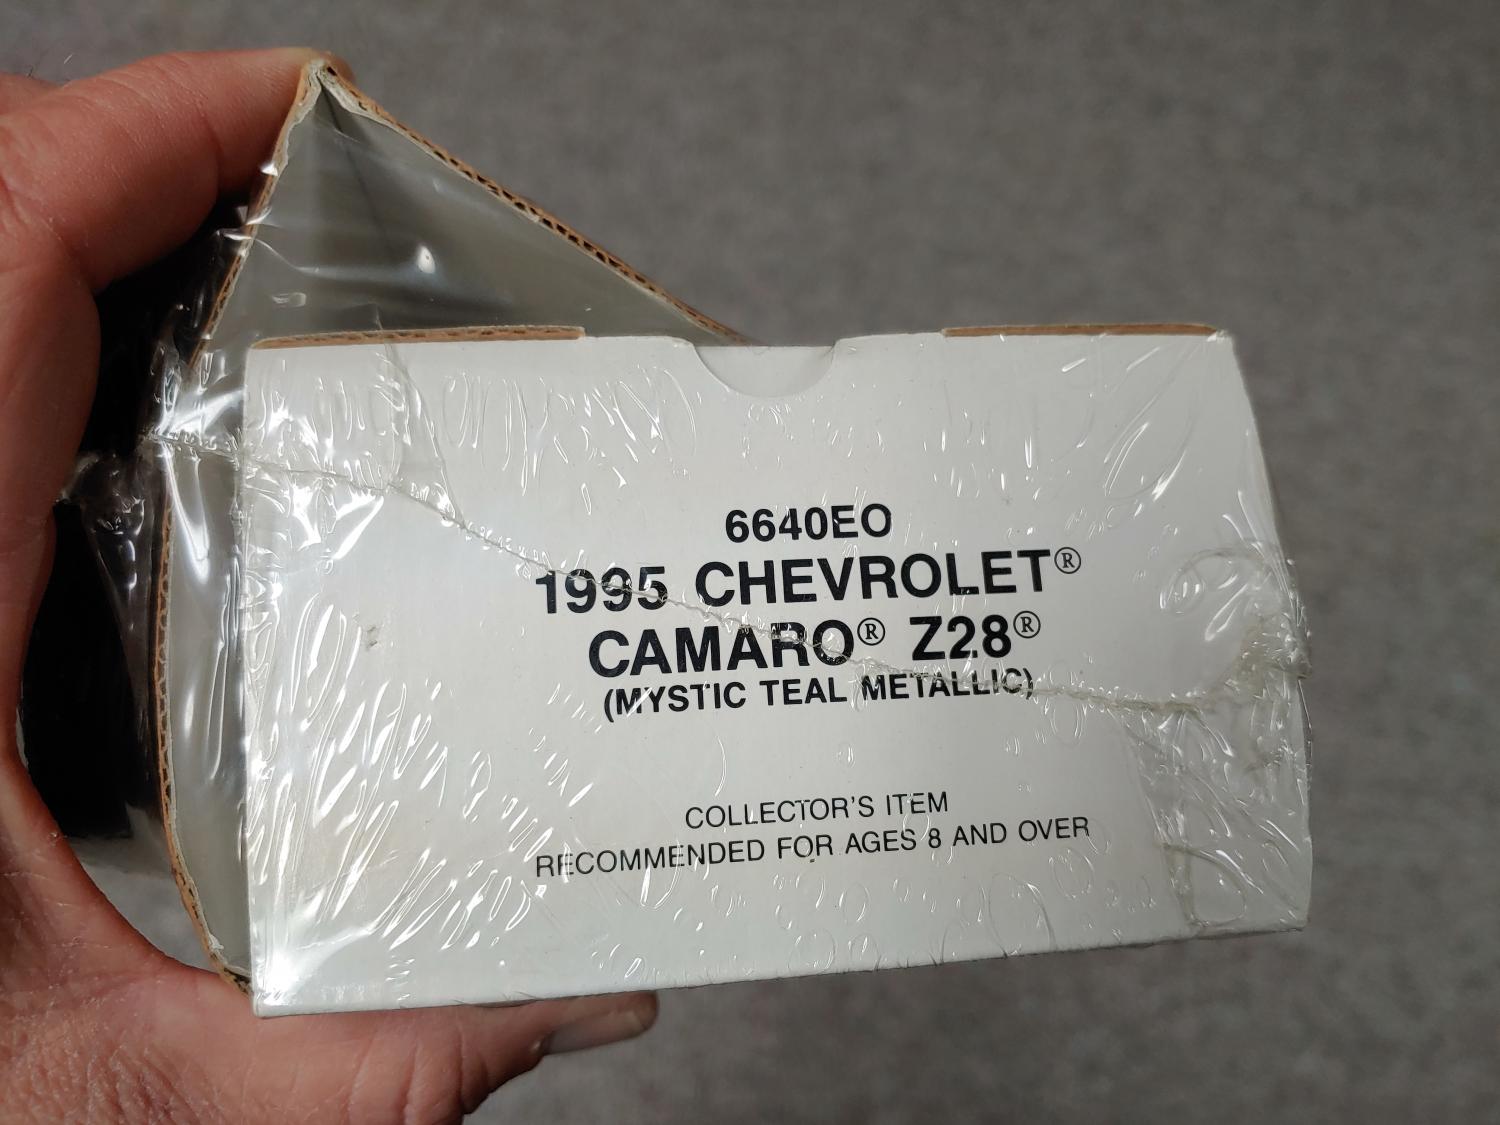 6640EO
1995 CHEVROLET®
CAMARO® Z28®
(MYSTIC TEAL METALLIC)
COLLECTOR'S ITEM
RECOMMENDED FOR AGES 8 AND OVER